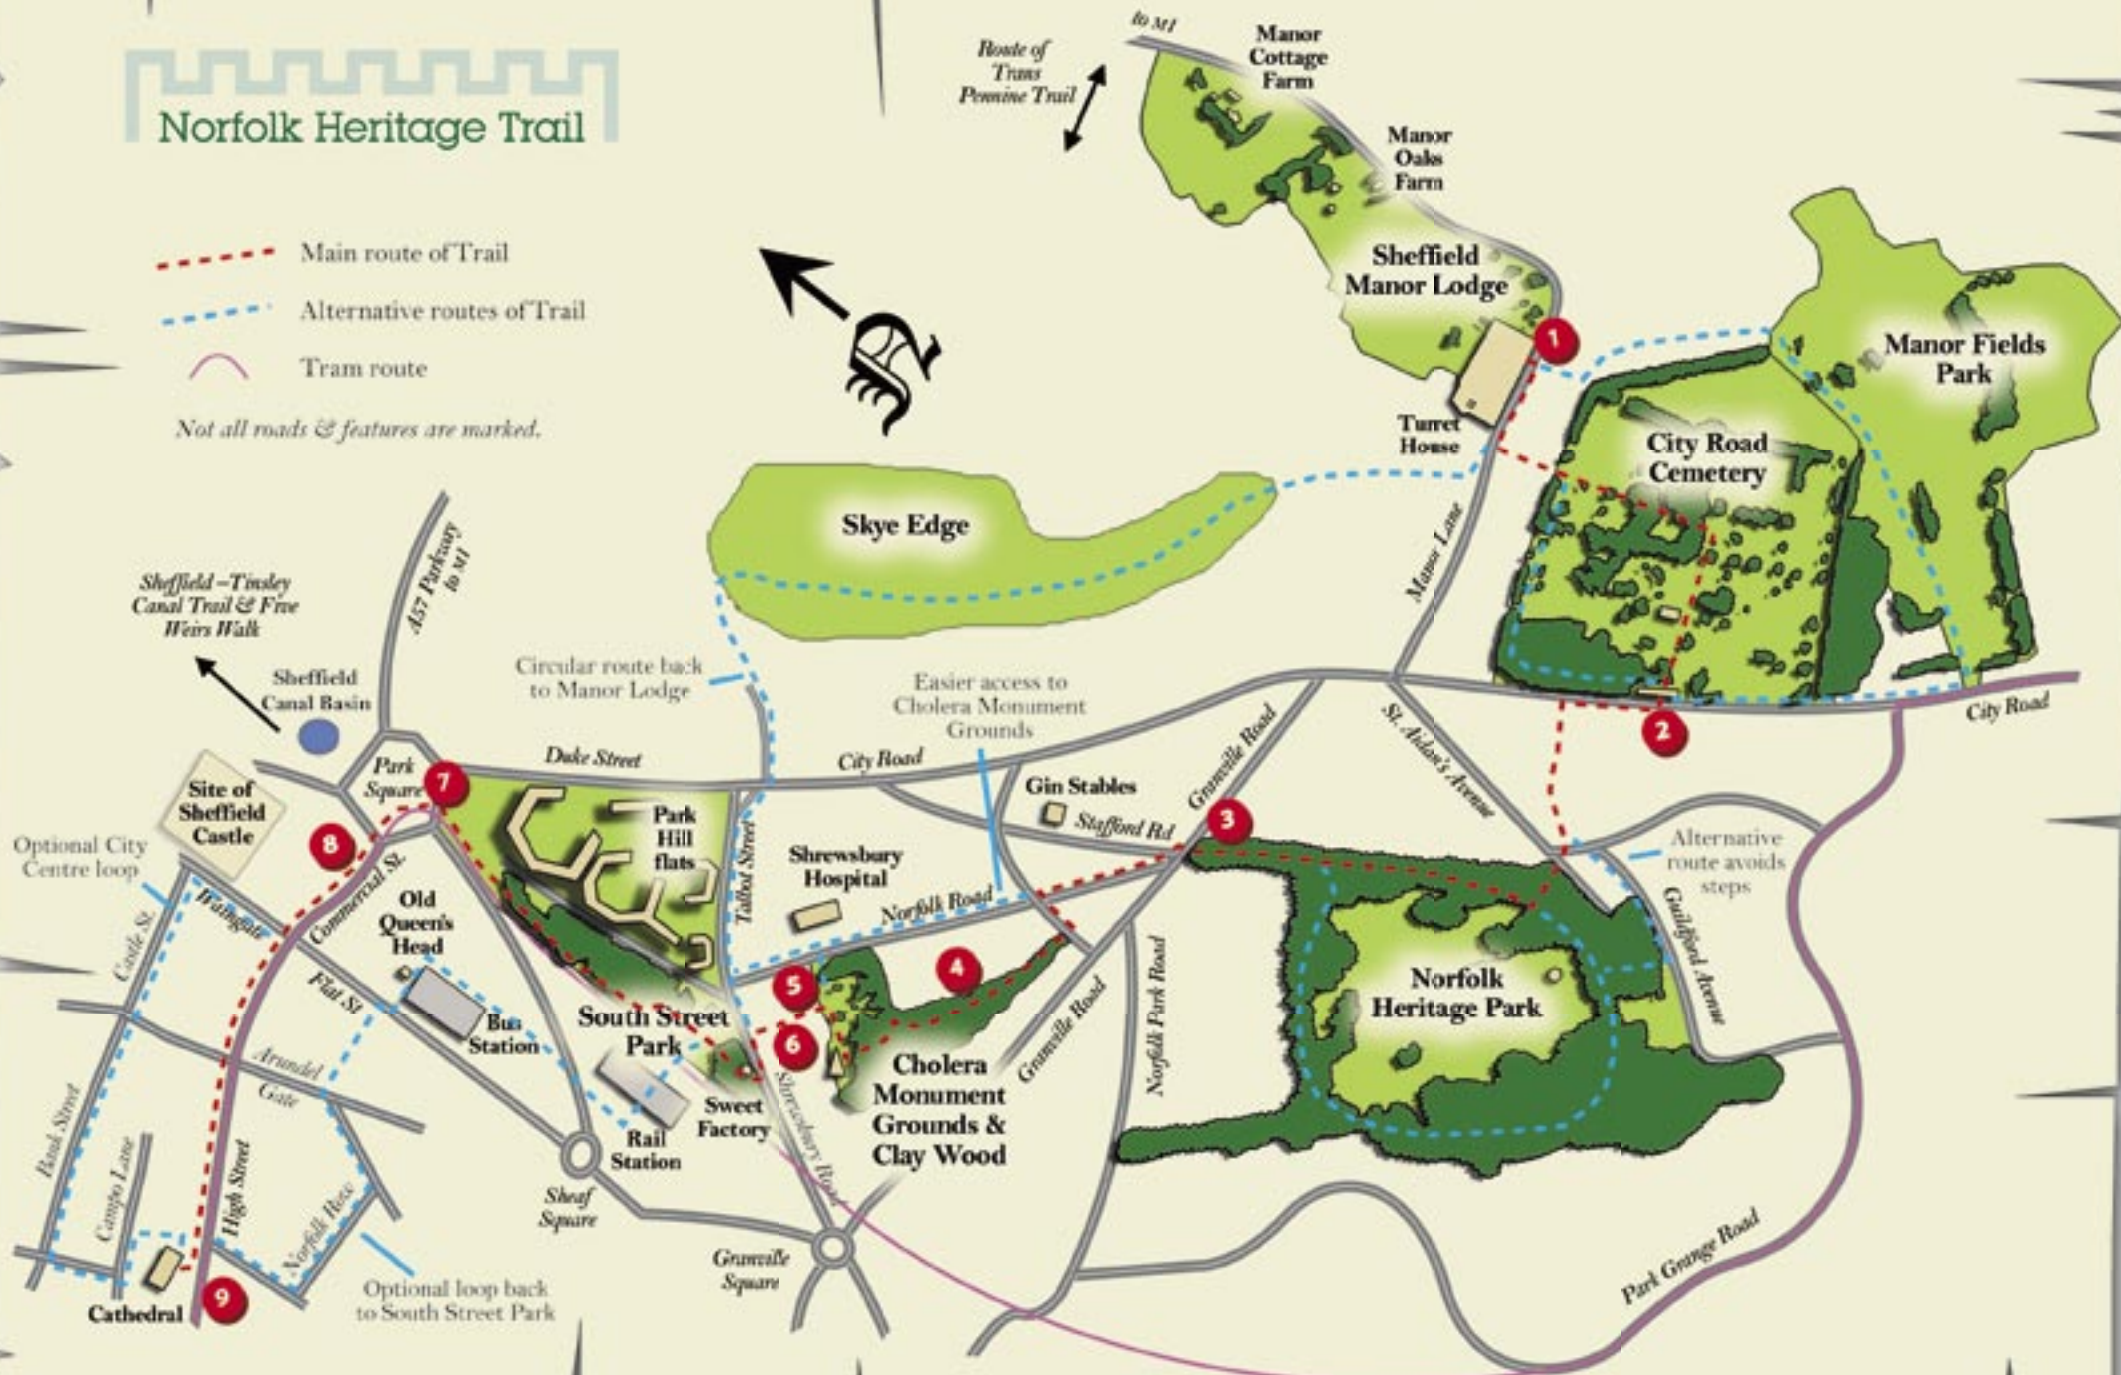 to M1
Route of
Trans
Pennine Trail
Manor
Cottage
Farm
Norfolk Heritage Trail
Manor
Oaks
Farm
Main route of Trail
Alternative routes of Trail
Tram route
Not all roads & features are marked.
Sheffield
Manor Lodge
1
Manor Fields
Park
Turret
House
City Road
Cemetery
Skye Edge
Manor Lane
A57 Parkway
to M1
Sheffield –Tinsley
Canal Trail & Five
Weirs Walk
Sheffield
Canal Basin
Circular route back
to Manor Lodge
Easier access to
Cholera Monument
Grounds
City Road
2
St. Aidan's Avenue
Granville Road
Duke Street
City Road
Park
Square
7
Site of
Sheffield
Castle
Gin Stables
Stafford Rd
3
Park
Hill
flats
Talbot Street
Shrewsbury
Hospital
Norfolk Road
Alternative
route avoids
steps
Guildford Avenue
Optional City
Centre loop
8
Commercial St.
Waingate
Castle St.
Old
Queen's
Head
Flat St
Bus
Station
4
5
6
South Street
Park
Norfolk
Heritage Park
Granville Road
Norfolk Park Road
Cholera
Monument
Grounds &
Clay Wood
Arundel
Gate
Sweet
Factory
Shrewsbury Road
Rail
Station
Bank Street
Campo Lane
High Street
Norfolk Row
Sheaf
Square
Granville
Square
Park Grange Road
Optional loop back
to South Street Park
Cathedral
9